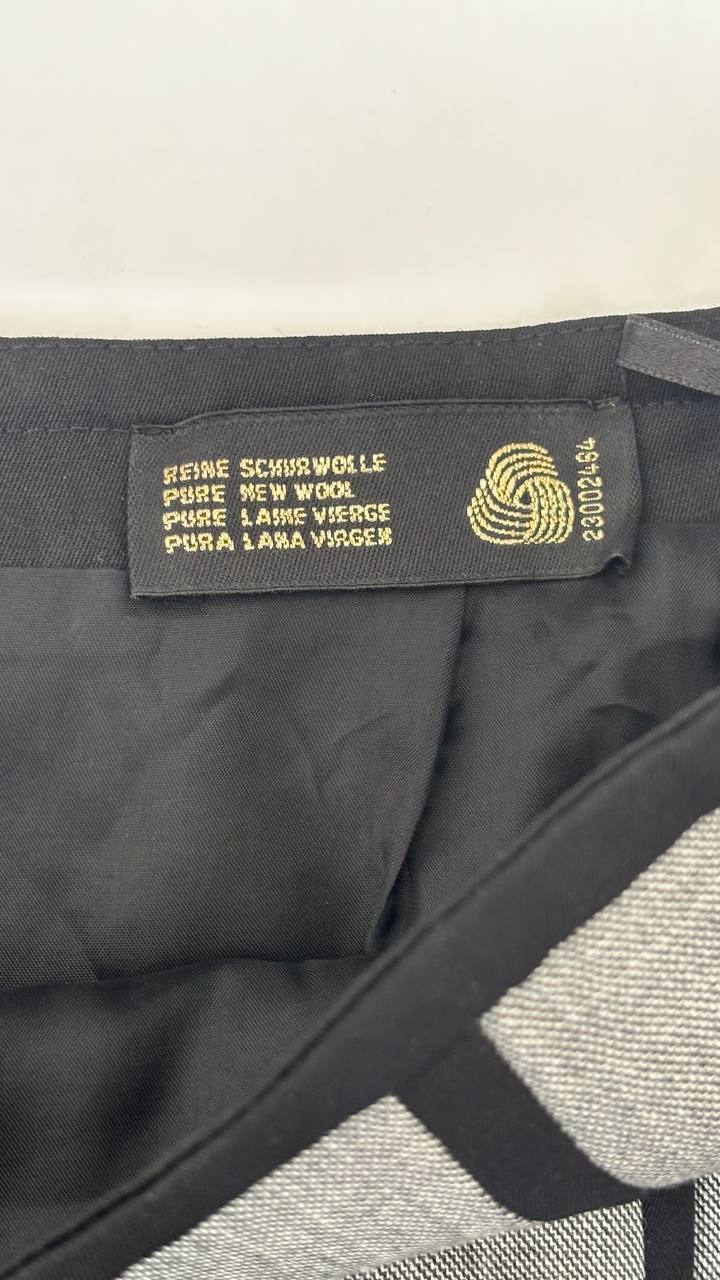 REINE SCHURWOLLE
PURE NEW WOOL
PURE LAINE VIERGE
PURA LANA VIRGEN
23002464